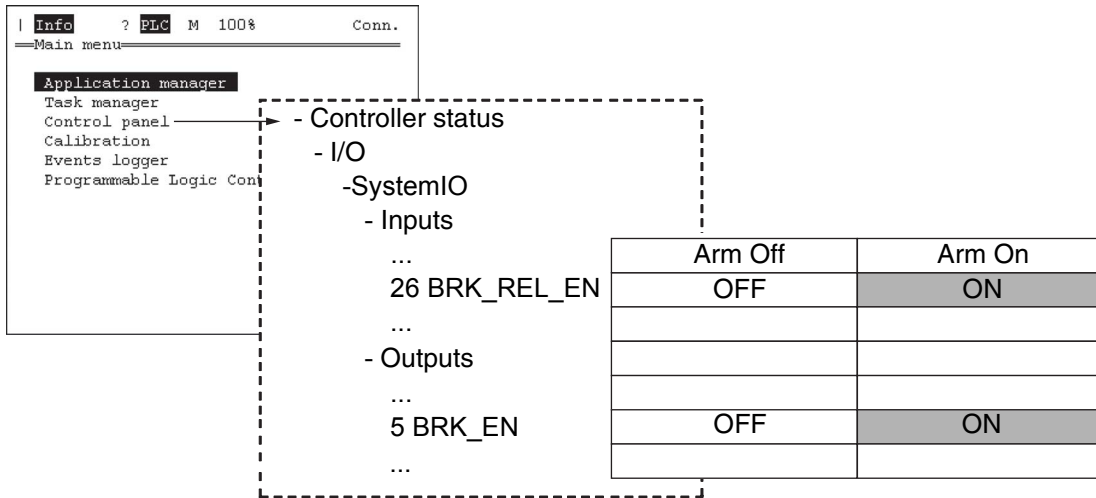 | Info ? PLC M 100% Conn.
Main menu
Application manager
Task manager
Control panel
Calibration
Events logger
Programmable Logic Con
- Controller status
- I/O
-SystemIO
- Inputs
...
26 BRK_REL_EN
...
- Outputs
...
5 BRK_EN
...
Arm Off Arm On
OFF ON
OFF ON